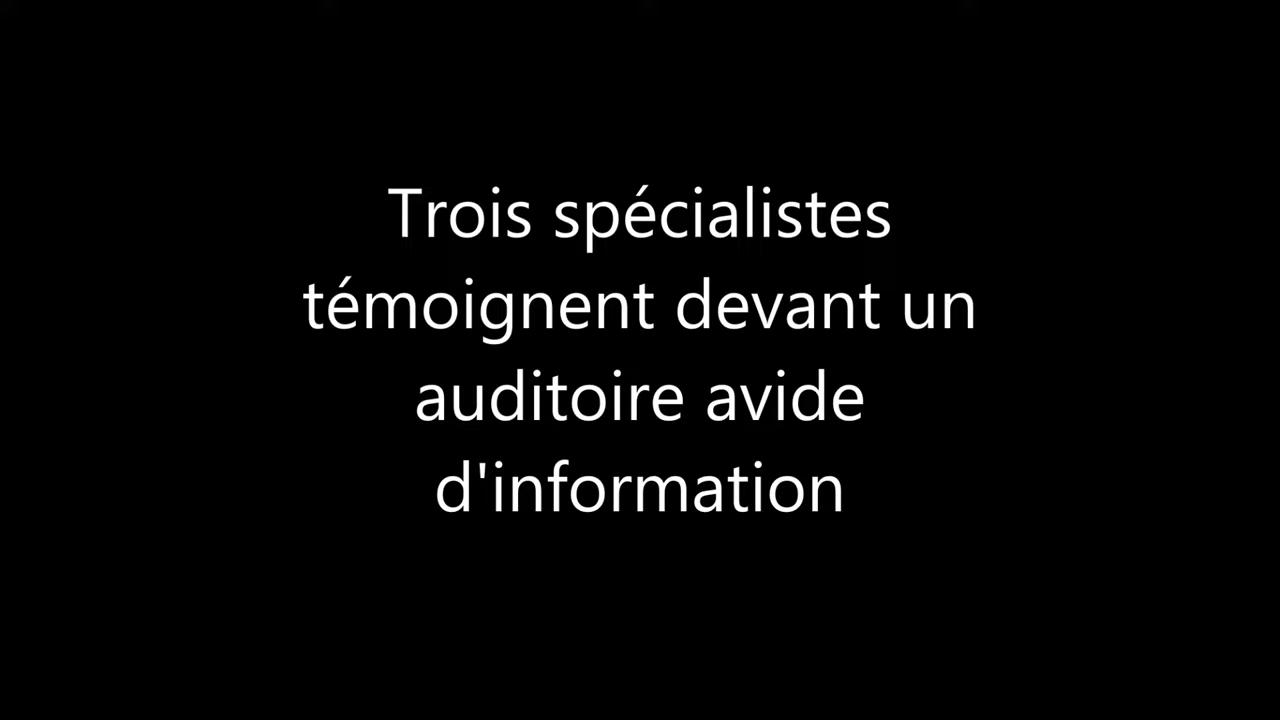 Trois spécialistes
témoignent devant un
auditoire avide
d'information